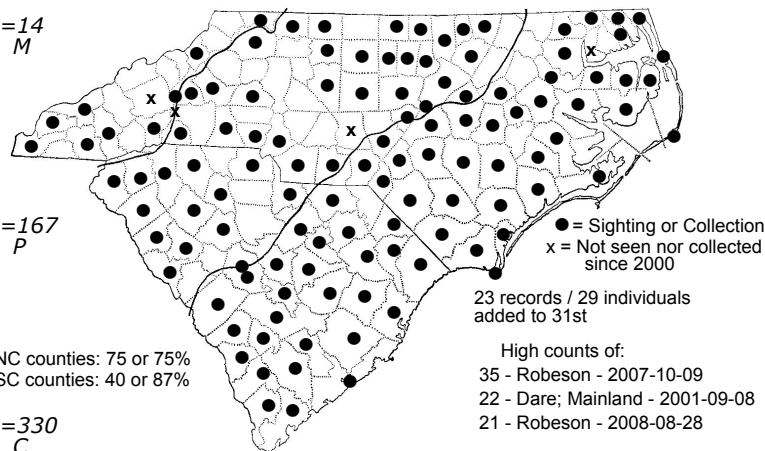 =14
M
=167
P
● = Sighting or Collection
x = Not seen nor collected
since 2000
23 records / 29 individuals
added to 31st
NC counties: 75 or 75%
SC counties: 40 or 87%
High counts of:
35 - Robeson - 2007-10-09
22 - Dare; Mainland - 2001-09-08
21 - Robeson - 2008-08-28
=330
C
x
x
x
x